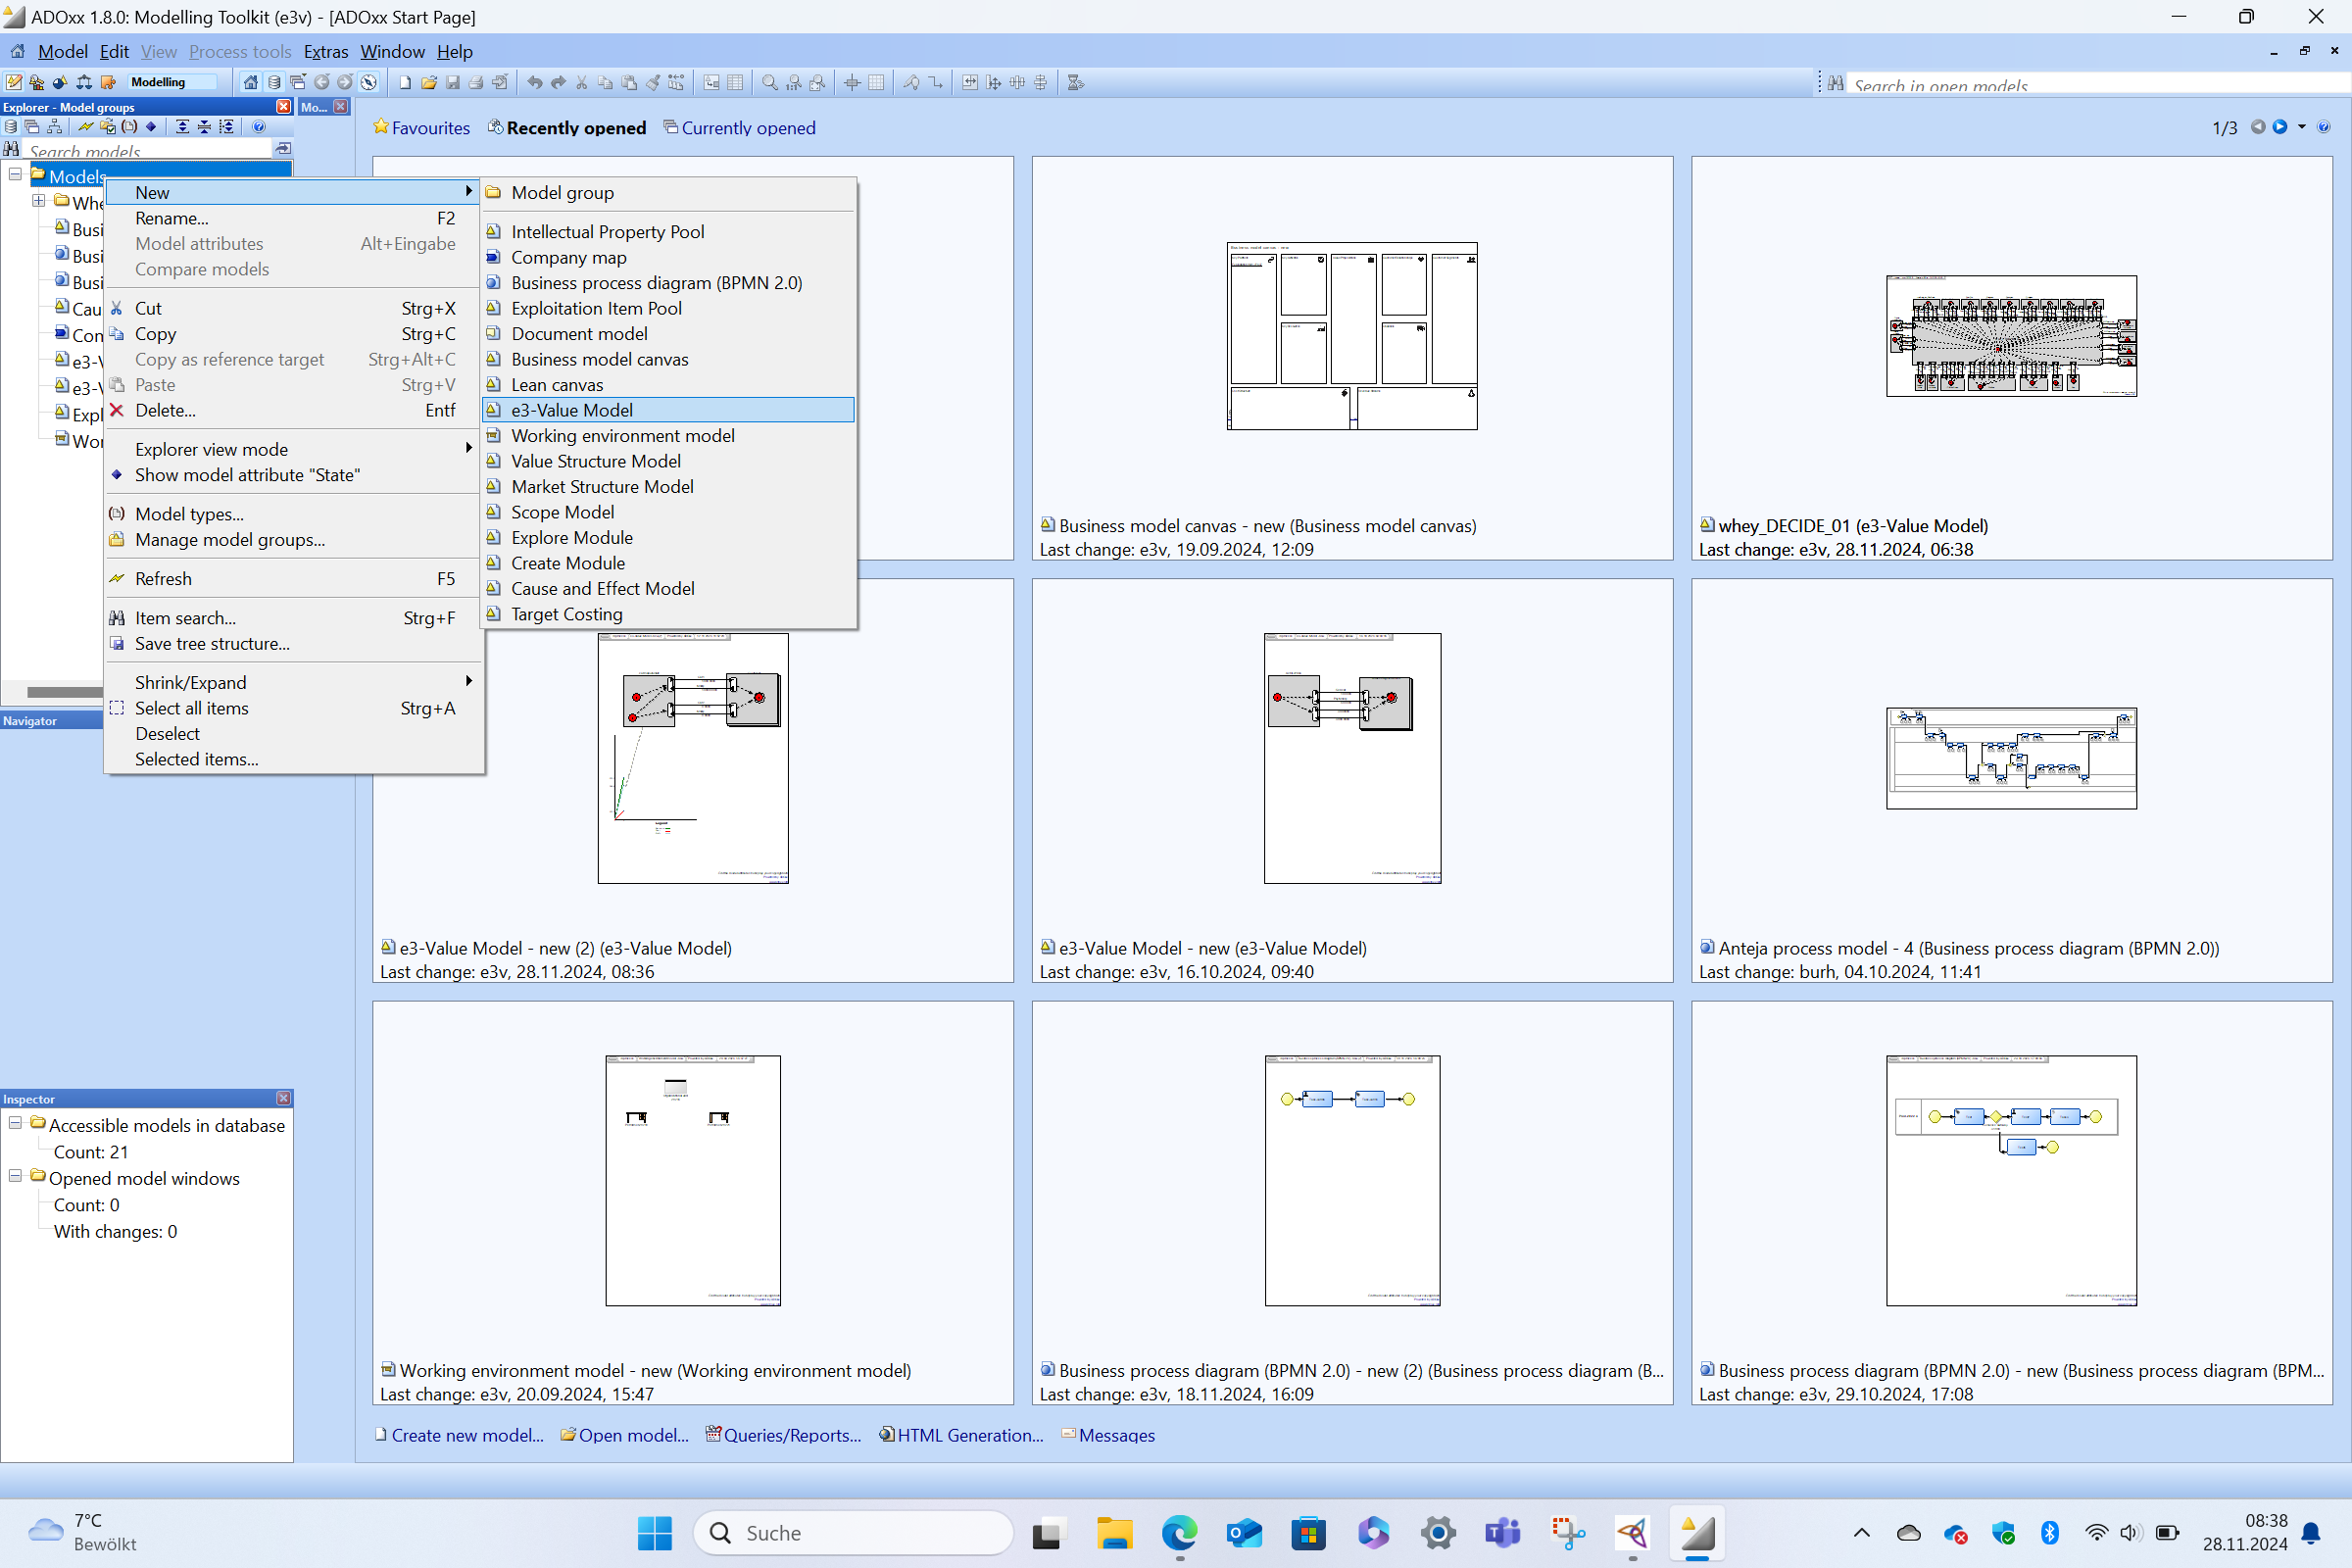 ADOxx 1.8.0: Modelling Toolkit (e3v) - [ADOxx Start Page]
Model Edit View Process tools Extras Window Help
Modelling
Search in open models
Explorer - Model groups
Mo...
Search models
Favourites Recently opened Currently opened
1/3
Models
Whe
Busi
Busi
Busi
Cau
Con
e3-V
e3-V
Expl
Wor
New
Rename... F2
Model attributes Alt+Eingabe
Compare models
Cut Strg+X
Copy Strg+C
Copy as reference target Strg+Alt+C
Paste Strg+V
Delete... Entf
Explorer view mode
Show model attribute "State"
Model types...
Manage model groups...
Refresh F5
Item search... Strg+F
Save tree structure...
Shrink/Expand
Select all items Strg+A
Deselect
Selected items...
Model group
Intellectual Property Pool
Company map
Business process diagram (BPMN 2.0)
Exploitation Item Pool
Document model
Business model canvas
Lean canvas
e3-Value Model
Working environment model
Value Structure Model
Market Structure Model
Scope Model
Explore Module
Create Module
Cause and Effect Model
Target Costing
Business model canvas - new (Business model canvas)
Last change: e3v, 19.09.2024, 12:09
whey_DECIDE_01 (e3-Value Model)
Last change: e3v, 28.11.2024, 06:38
Navigator
e3-Value Model - new (2) (e3-Value Model)
Last change: e3v, 28.11.2024, 08:36
e3-Value Model - new (e3-Value Model)
Last change: e3v, 16.10.2024, 09:40
Anteja process model - 4 (Business process diagram (BPMN 2.0))
Last change: burh, 04.10.2024, 11:41
Inspector
Accessible models in database
Count: 21
Opened model windows
Count: 0
With changes: 0
Working environment model - new (Working environment model)
Last change: e3v, 20.09.2024, 15:47
Business process diagram (BPMN 2.0) - new (2) (Business process diagram (B...
Last change: e3v, 18.11.2024, 16:09
Business process diagram (BPMN 2.0) - new (Business process diagram (BPM...
Last change: e3v, 29.10.2024, 17:08
Create new model... Open model... Queries/Reports... HTML Generation... Messages
7°C
Bewölkt
Suche
08:38
28.11.2024